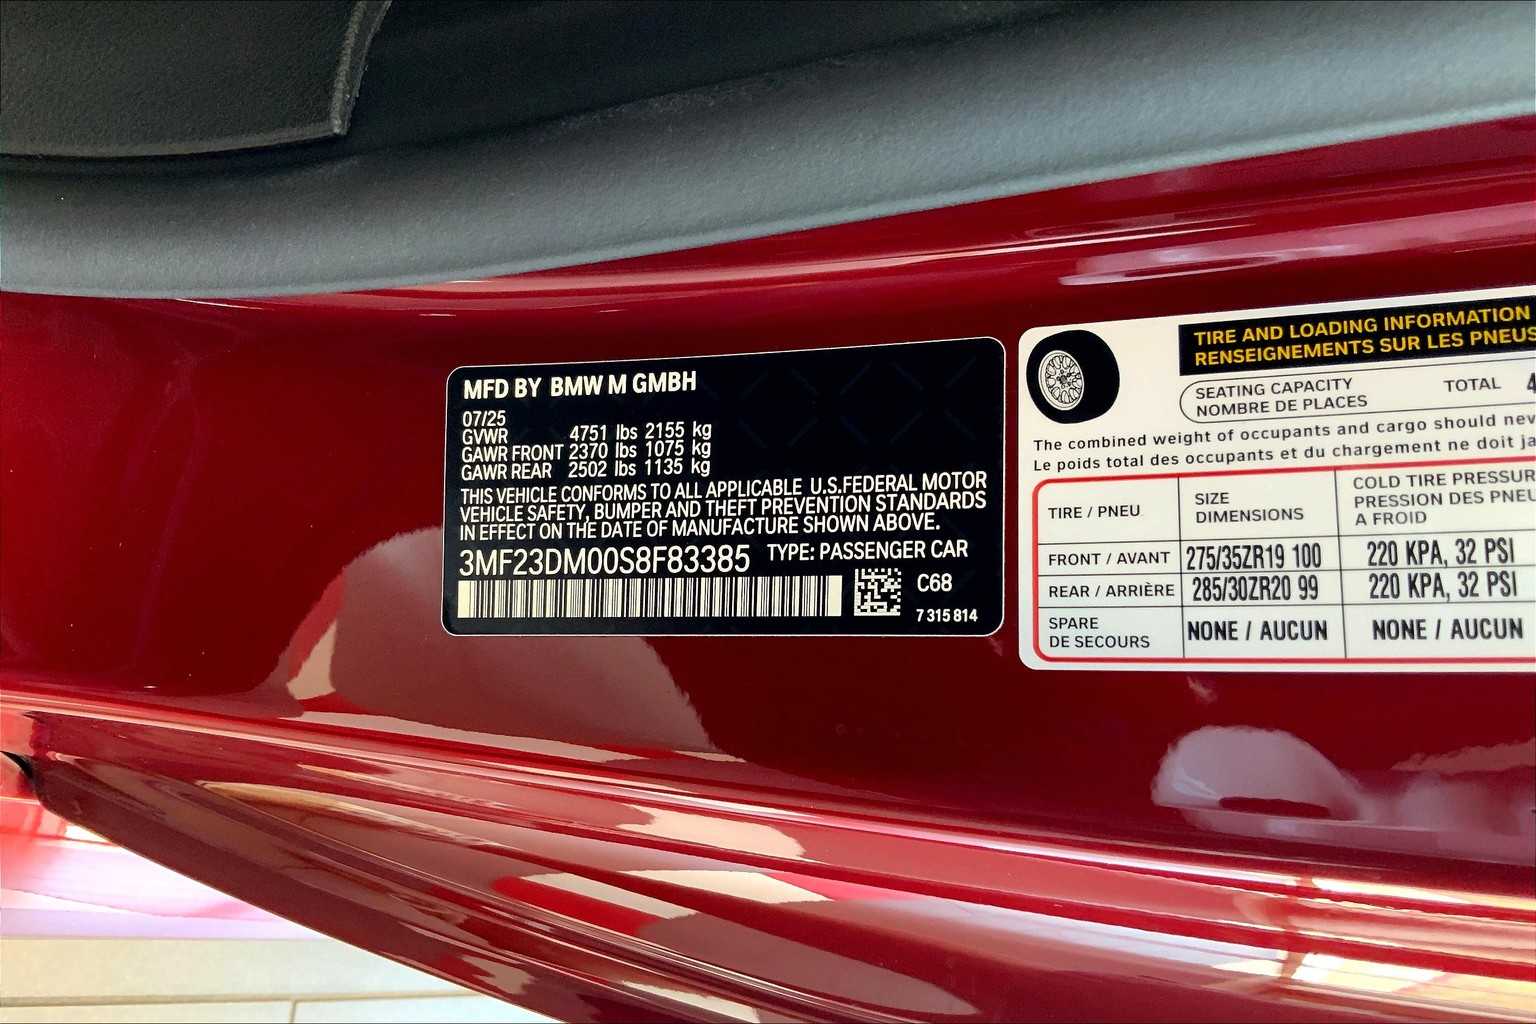 MFD BY BMW M GMBH
07/25
GVWR 4751 lbs 2155 kg
GAWR FRONT 2370 lbs 1075 kg
GAWR REAR 2502 lbs 1135 kg
THIS VEHICLE CONFORMS TO ALL APPLICABLE U.S.FEDERAL MOTOR
VEHICLE SAFETY, BUMPER AND THEFT PREVENTION STANDARDS
IN EFFECT ON THE DATE OF MANUFACTURE SHOWN ABOVE.
3MF23DM00S8F83385 TYPE: PASSENGER CAR
C68
7 315 814
TIRE AND LOADING INFORMATION
RENSEIGNEMENTS SUR LES PNEUS
SEATING CAPACITY TOTAL 4
NOMBRE DE PLACES
The combined weight of occupants and cargo should nev
Le poids total des occupants et du chargement ne doit ja
TIRE / PNEU
SIZE
DIMENSIONS
COLD TIRE PRESSUR
PRESSION DES PNEU
A FROID
FRONT / AVANT 275/35ZR19 100 220 KPA, 32 PSI
REAR / ARRIÈRE 285/30ZR20 99 220 KPA, 32 PSI
SPARE
DE SECOURS NONE / AUCUN NONE / AUCUN